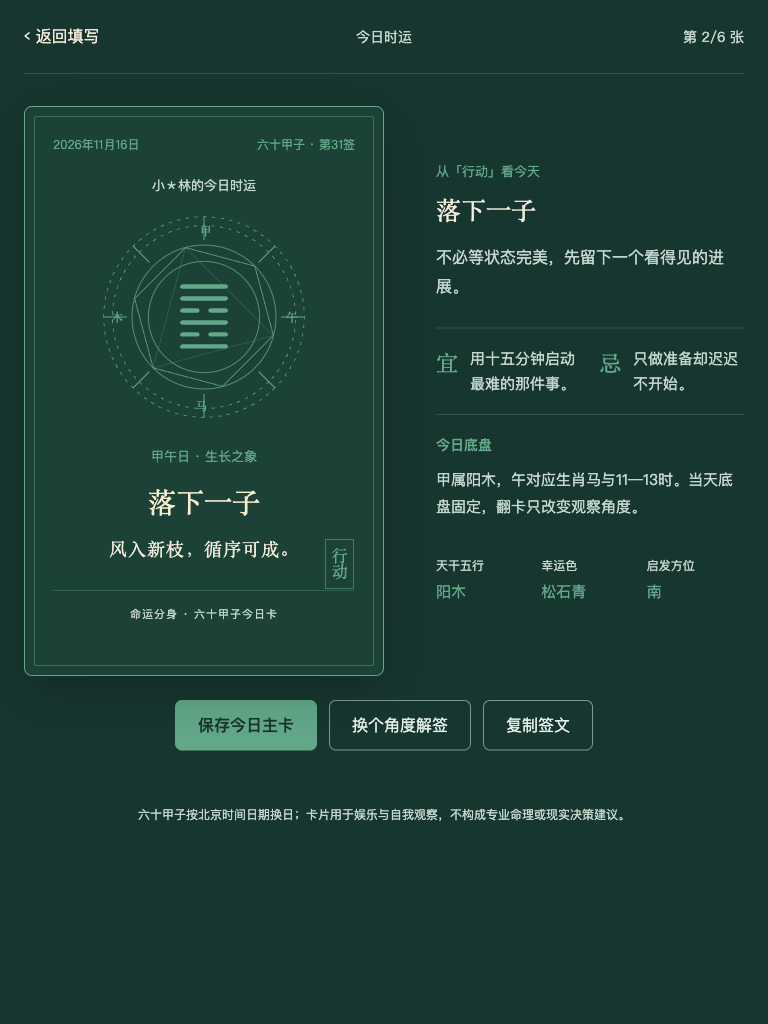 ‹ 返回填写
今日时运
第 2/6 张
2026年11月16日
六十甲子 · 第31签
小*林的今日时运
甲
木
午
马
甲午日 · 生长之象
落下一子
风入新枝，循序可成。
行动
命运分身 · 六十甲子今日卡
从「行动」看今天
落下一子
不必等状态完美，先留下一个看得见的进
展。
宜
用十五分钟启动
最难的那件事。
忌
只做准备却迟迟
不开始。
今日底盘
甲属阳木，午对应生肖马与11—13时。当天底
盘固定，翻卡只改变观察角度。
天干五行
幸运色
启发方位
阳木
松石青
南
保存今日主卡
换个角度解签
复制签文
六十甲子按北京时间日期换日；卡片用于娱乐与自我观察，不构成专业命理或现实决策建议。